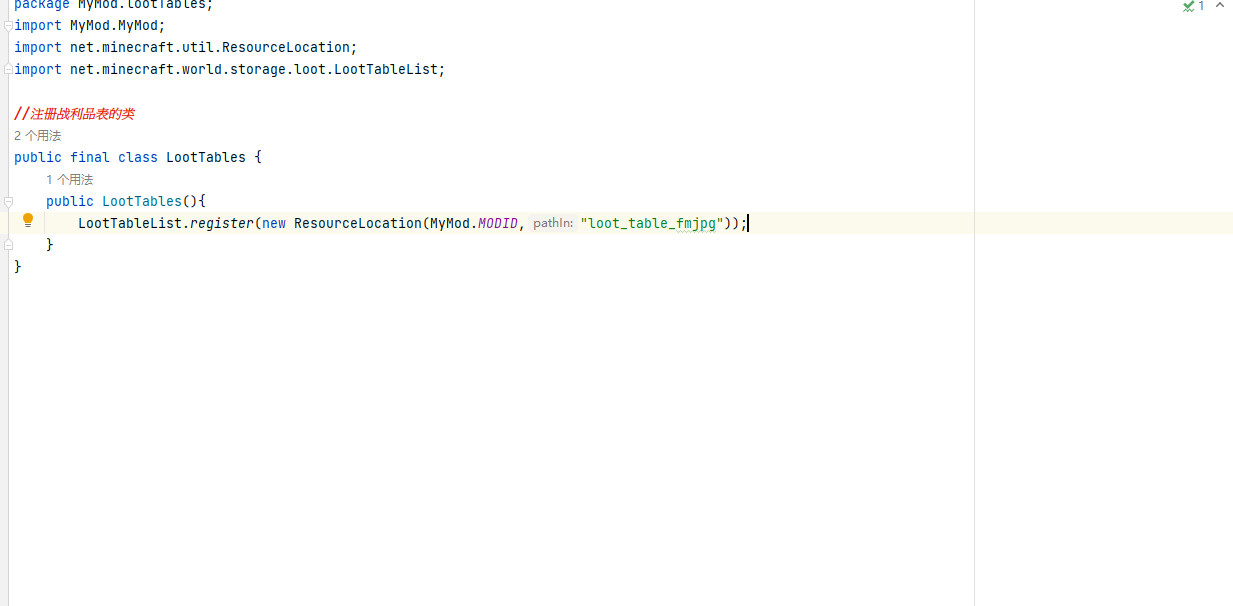 package MyMod.lootTables;
1
import MyMod.MyMod;
import net.minecraft.util.ResourceLocation;
import net.minecraft.world.storage.loot.LootTableList;
//注册战利品表的类
2 个用法
public final class LootTables {
1 个用法
public LootTables(){
LootTableList.register(new ResourceLocation(MyMod.MODID, pathIn: "loot_table_fmjpg"));
}
}